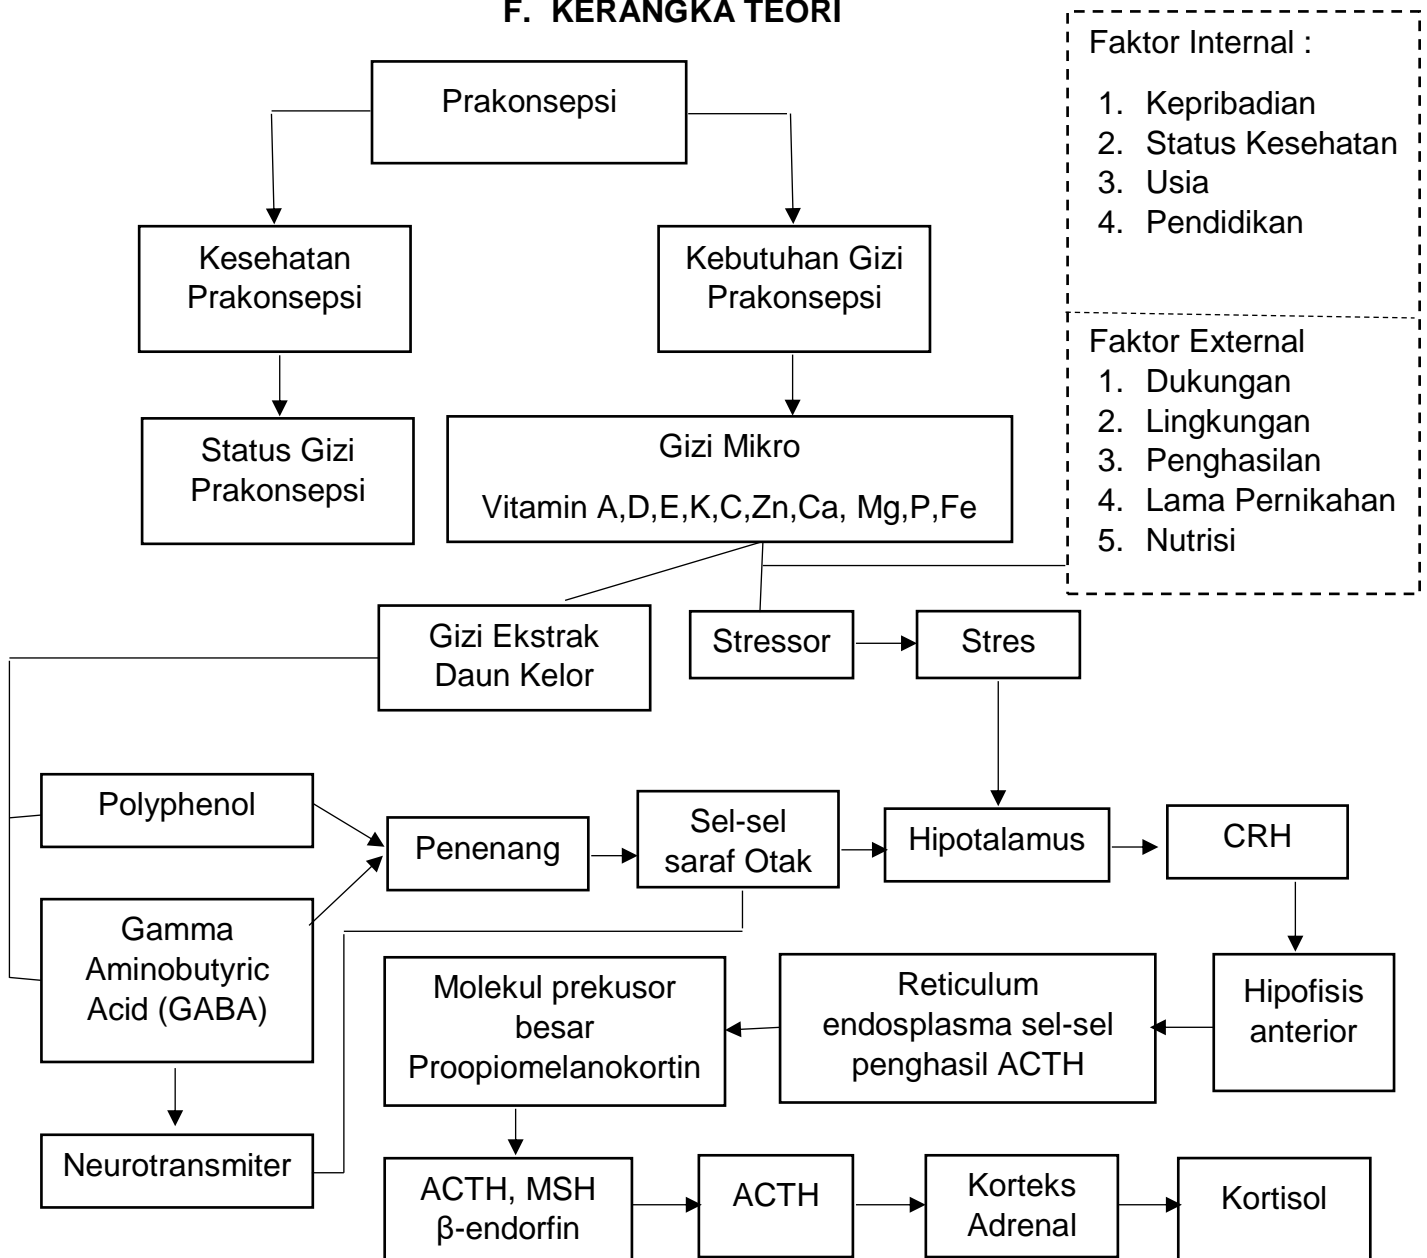 F. KERANGKA TEORI
Faktor Internal :
1. Kepribadian
2. Status Kesehatan
3. Usia
4. Pendidikan
Faktor External
1. Dukungan
2. Lingkungan
3. Penghasilan
4. Lama Pernikahan
5. Nutrisi
Prakonsepsi
Kesehatan
Prakonsepsi
Kebutuhan Gizi
Prakonsepsi
Status Gizi
Prakonsepsi
Gizi Mikro
Vitamin A,D,E,K,C,Zn,Ca, Mg,P,Fe
Gizi Ekstrak
Daun Kelor
Stressor
Stres
Polyphenol
Penenang
Sel-sel
saraf Otak
Hipotalamus
CRH
Gamma
Aminobutyric
Acid (GABA)
Molekul prekusor
besar
Proopiomelanokortin
Reticulum
endosplasma sel-sel
penghasil ACTH
Hipofisis
anterior
Neurotransmiter
ACTH, MSH
β-endorfin
ACTH
Korteks
Adrenal
Kortisol